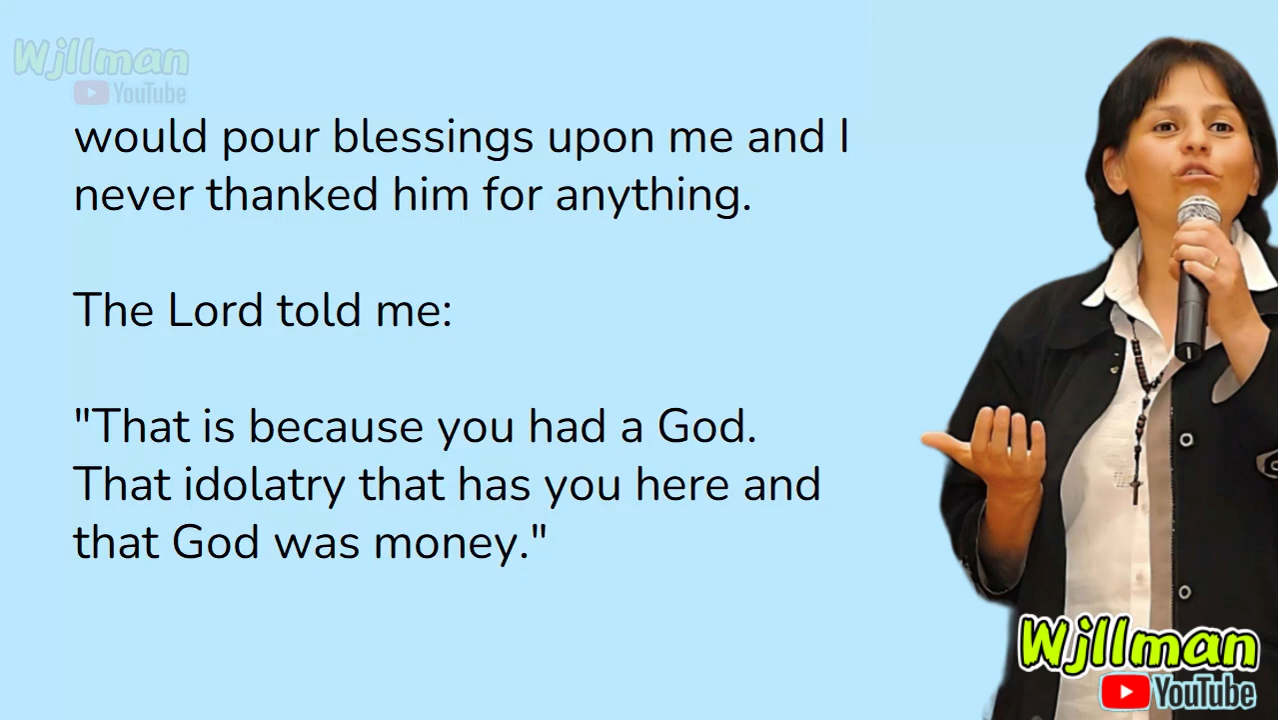 Wjllman
YouTube
would pour blessings upon me and I
never thanked him for anything.
The Lord told me:
"That is because you had a God.
That idolatry that has you here and
that God was money."
Wjllman
YouTube